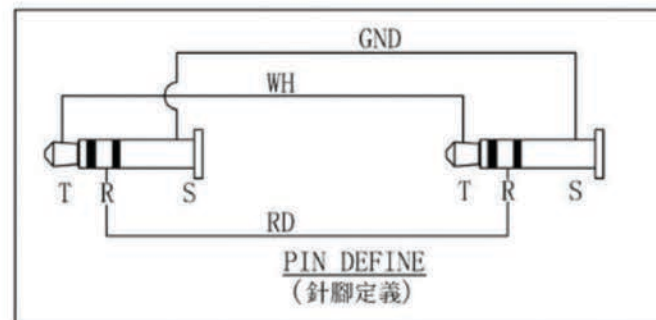 GND
WH
T R S
T R S
RD
PIN DEFINE
(針腳定義)